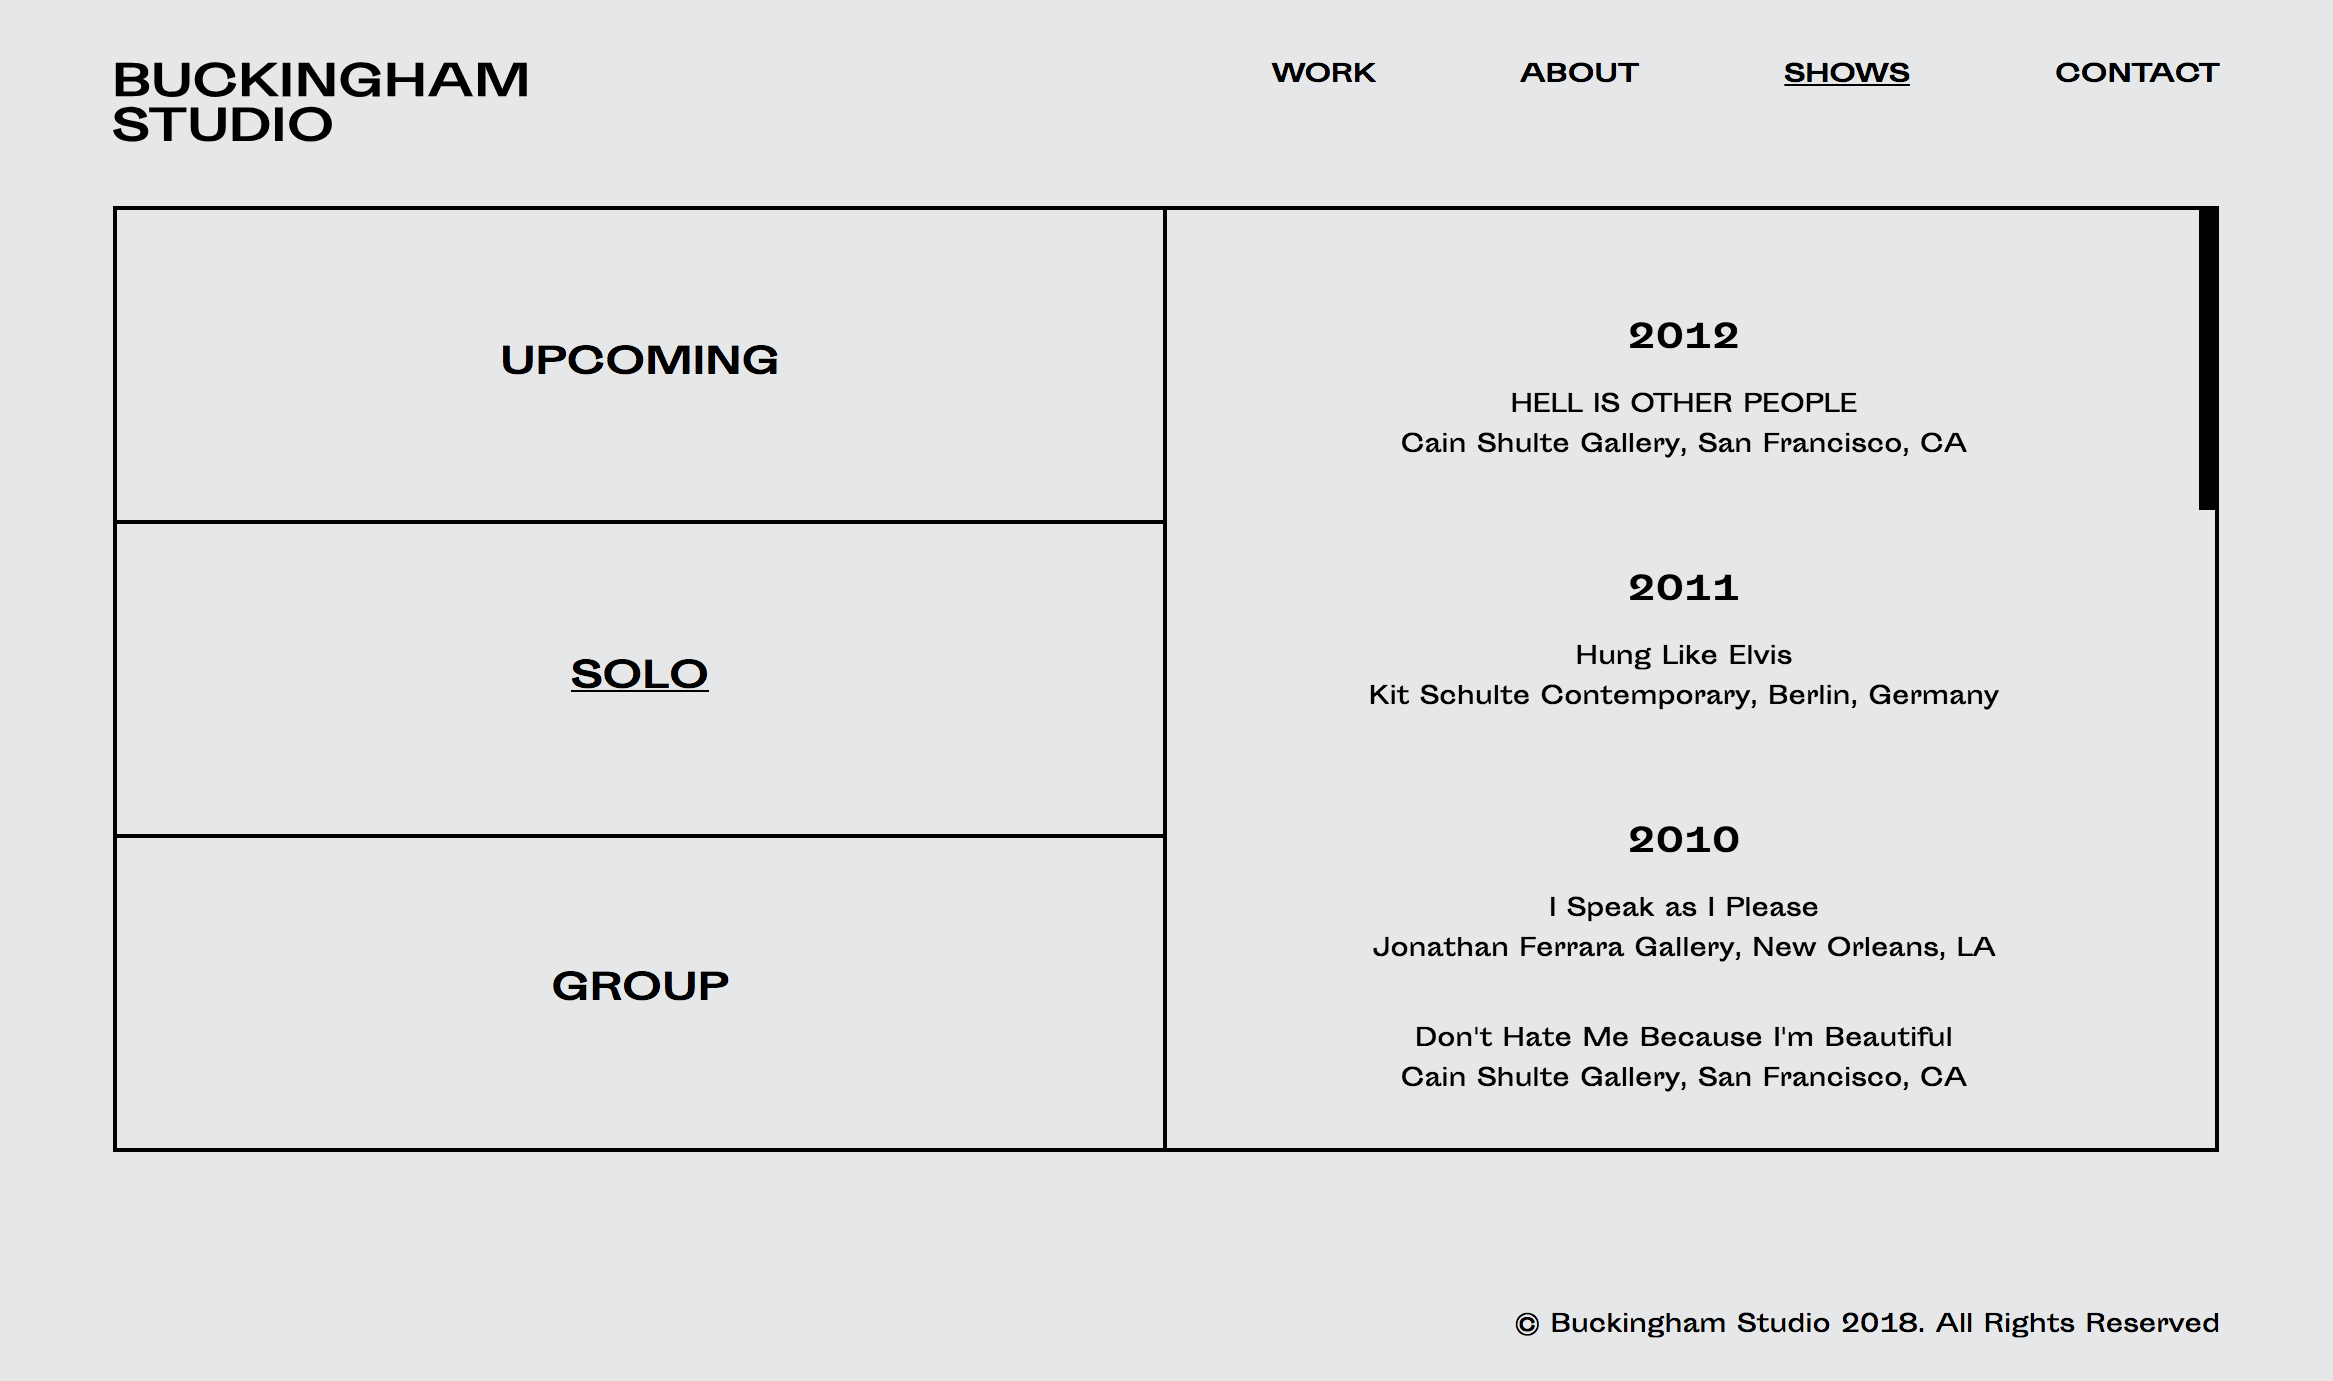 BUCKINGHAM
STUDIO
WORK
ABOUT
SHOWS
CONTACT
UPCOMING
SOLO
GROUP
2012
HELL IS OTHER PEOPLE
Cain Shulte Gallery, San Francisco, CA
2011
Hung Like Elvis
Kit Schulte Contemporary, Berlin, Germany
2010
I Speak as I Please
Jonathan Ferrara Gallery, New Orleans, LA
Don't Hate Me Because I'm Beautiful
Cain Shulte Gallery, San Francisco, CA
© Buckingham Studio 2018. All Rights Reserved